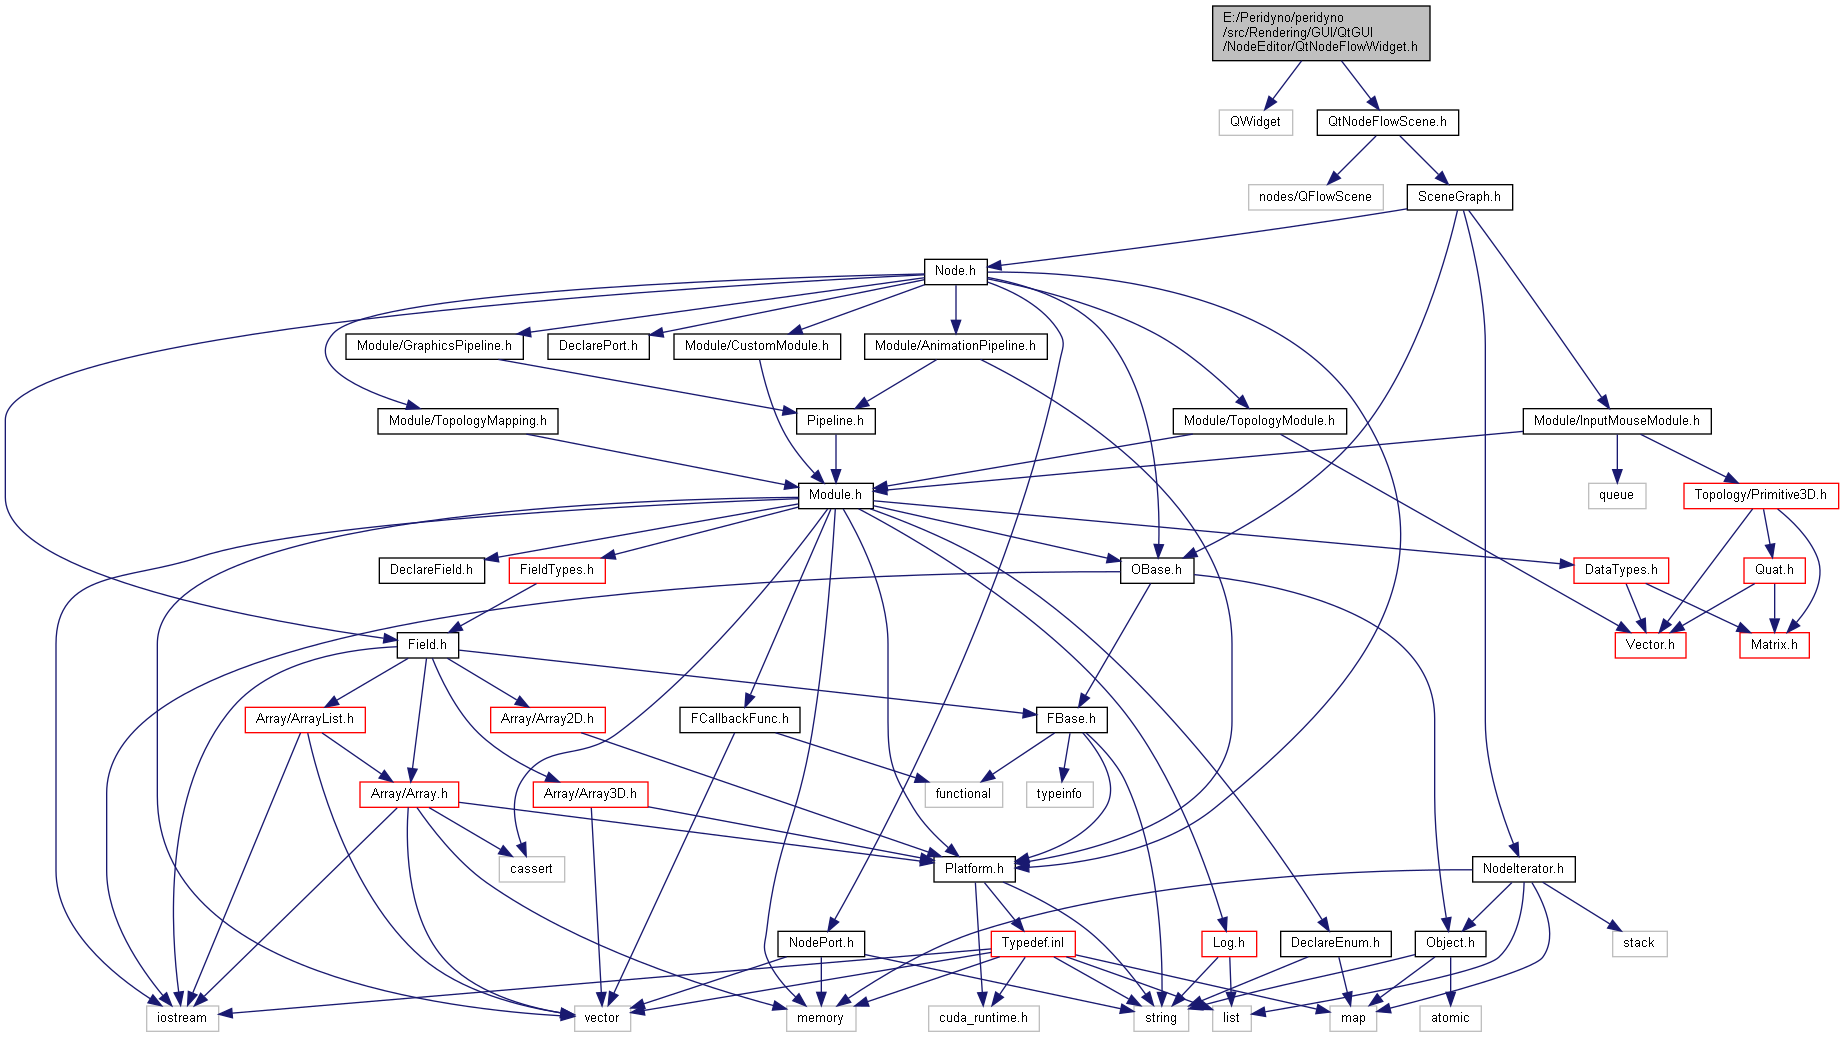 E:/Peridyno/peridyno
/src/Rendering/GUI/QtGUI
/NodeEditor/QtNodeFlowWidget.h
QWidget
QtNodeFlowScene.h
nodes/QFlowScene
SceneGraph.h
Node.h
Module/GraphicsPipeline.h
DeclarePort.h
Module/CustomModule.h
Module/AnimationPipeline.h
Module/TopologyMapping.h
Pipeline.h
Module/TopologyModule.h
Module/InputMouseModule.h
Module.h
queue
Topology/Primitive3D.h
DeclareField.h
FieldTypes.h
OBase.h
DataTypes.h
Quat.h
Field.h
Vector.h
Matrix.h
Array/ArrayList.h
Array/Array2D.h
FCallbackFunc.h
FBase.h
Array/Array.h
Array/Array3D.h
functional
typeinfo
cassert
Platform.h
NodeIterator.h
NodePort.h
Typedef.inl
Log.h
DeclareEnum.h
Object.h
stack
iostream
vector
memory
cuda_runtime.h
string
list
map
atomic